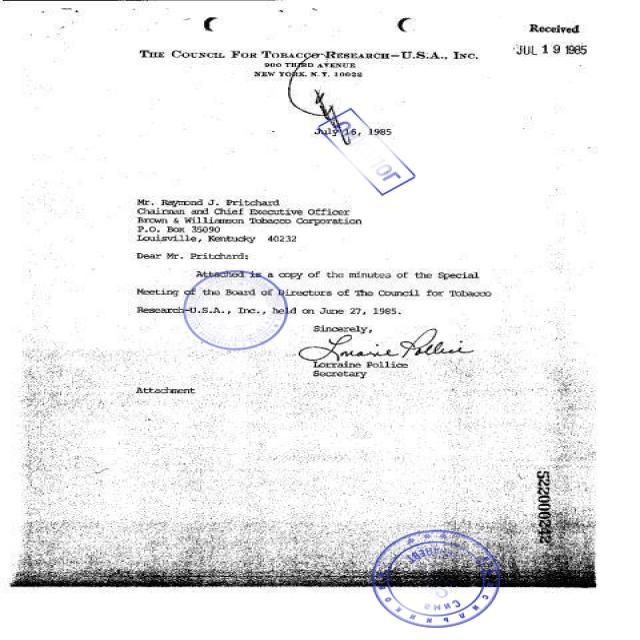 Received
JUL 19 1985
THE COUNCIL FOR TOBACCO RESEARCH—U.S.A., INC.
900 THIRD AVENUE
NEW YORK, N.Y. 10022
July 16, 1985
Mr. Raymond J. Pritchard
Chairman and Chief Executive Officer
Brown & Williamson Tobacco Corporation
P.O. Box 35090
Louisville, Kentucky 40232
Dear Mr. Pritchard:
Attached is a copy of the minutes of the Special
Meeting of the Board of Directors of The Council for Tobacco
Research-U.S.A., Inc., held on June 27, 1985.
Sincerely,
Lorraine Pollice
Lorraine Pollice
Secretary
Attachment
522000242